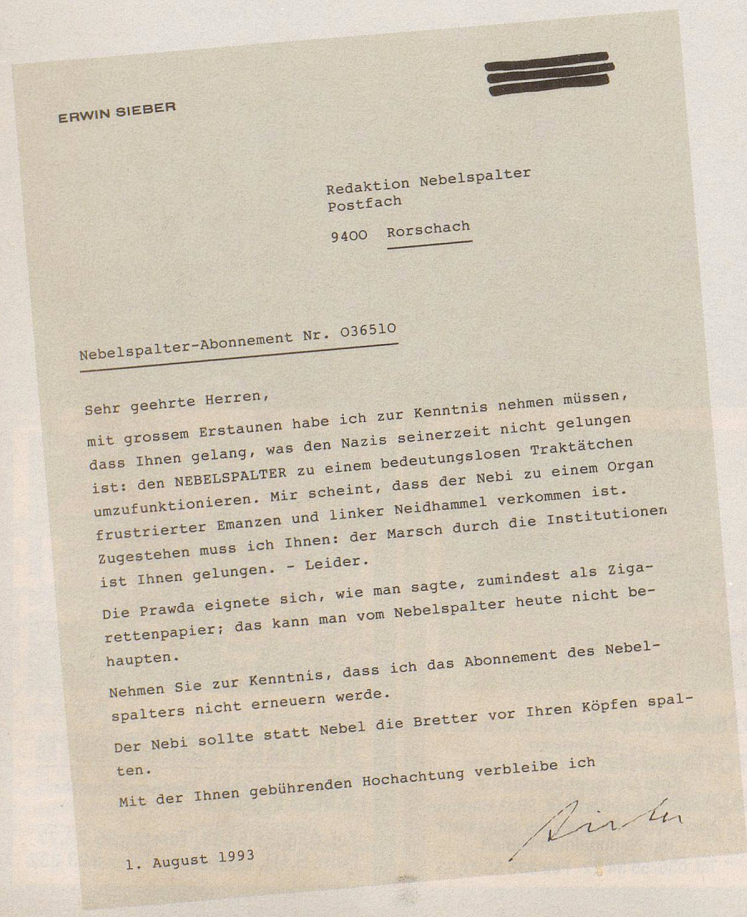 ERWIN SIEBER
Redaktion Nebelspalter
Postfach
9400 Rorschach
Nebelspalter-Abonnement Nr. 036510
Sehr geehrte Herren,
mit grossem Erstaunen habe ich zur Kenntnis nehmen müssen,
dass Ihnen gelang, was den Nazis seinerzeit nicht gelungen
ist: den NEBELSPALTER zu einem bedeutungslosen Traktätchen
umzufunktionieren. Mir scheint, dass der Nebi zu einem Organ
frustrierter Emanzen und linker Neidhammel verkommen ist.
Zugestehen muss ich Ihnen: der Marsch durch die Institutionen
ist Ihnen gelungen. - Leider.
Die Prawda eignete sich, wie man sagte, zumindest als Ziga-
rettenpapier; das kann man vom Nebelspalter heute nicht be-
haupten.
Nehmen Sie zur Kenntnis, dass ich das Abonnement des Nebel-
spalters nicht erneuern werde.
Der Nebi sollte statt Nebel die Bretter vor Ihren Köpfen spal-
ten.
Mit der Ihnen gebührenden Hochachtung verbleibe ich
1. August 1993